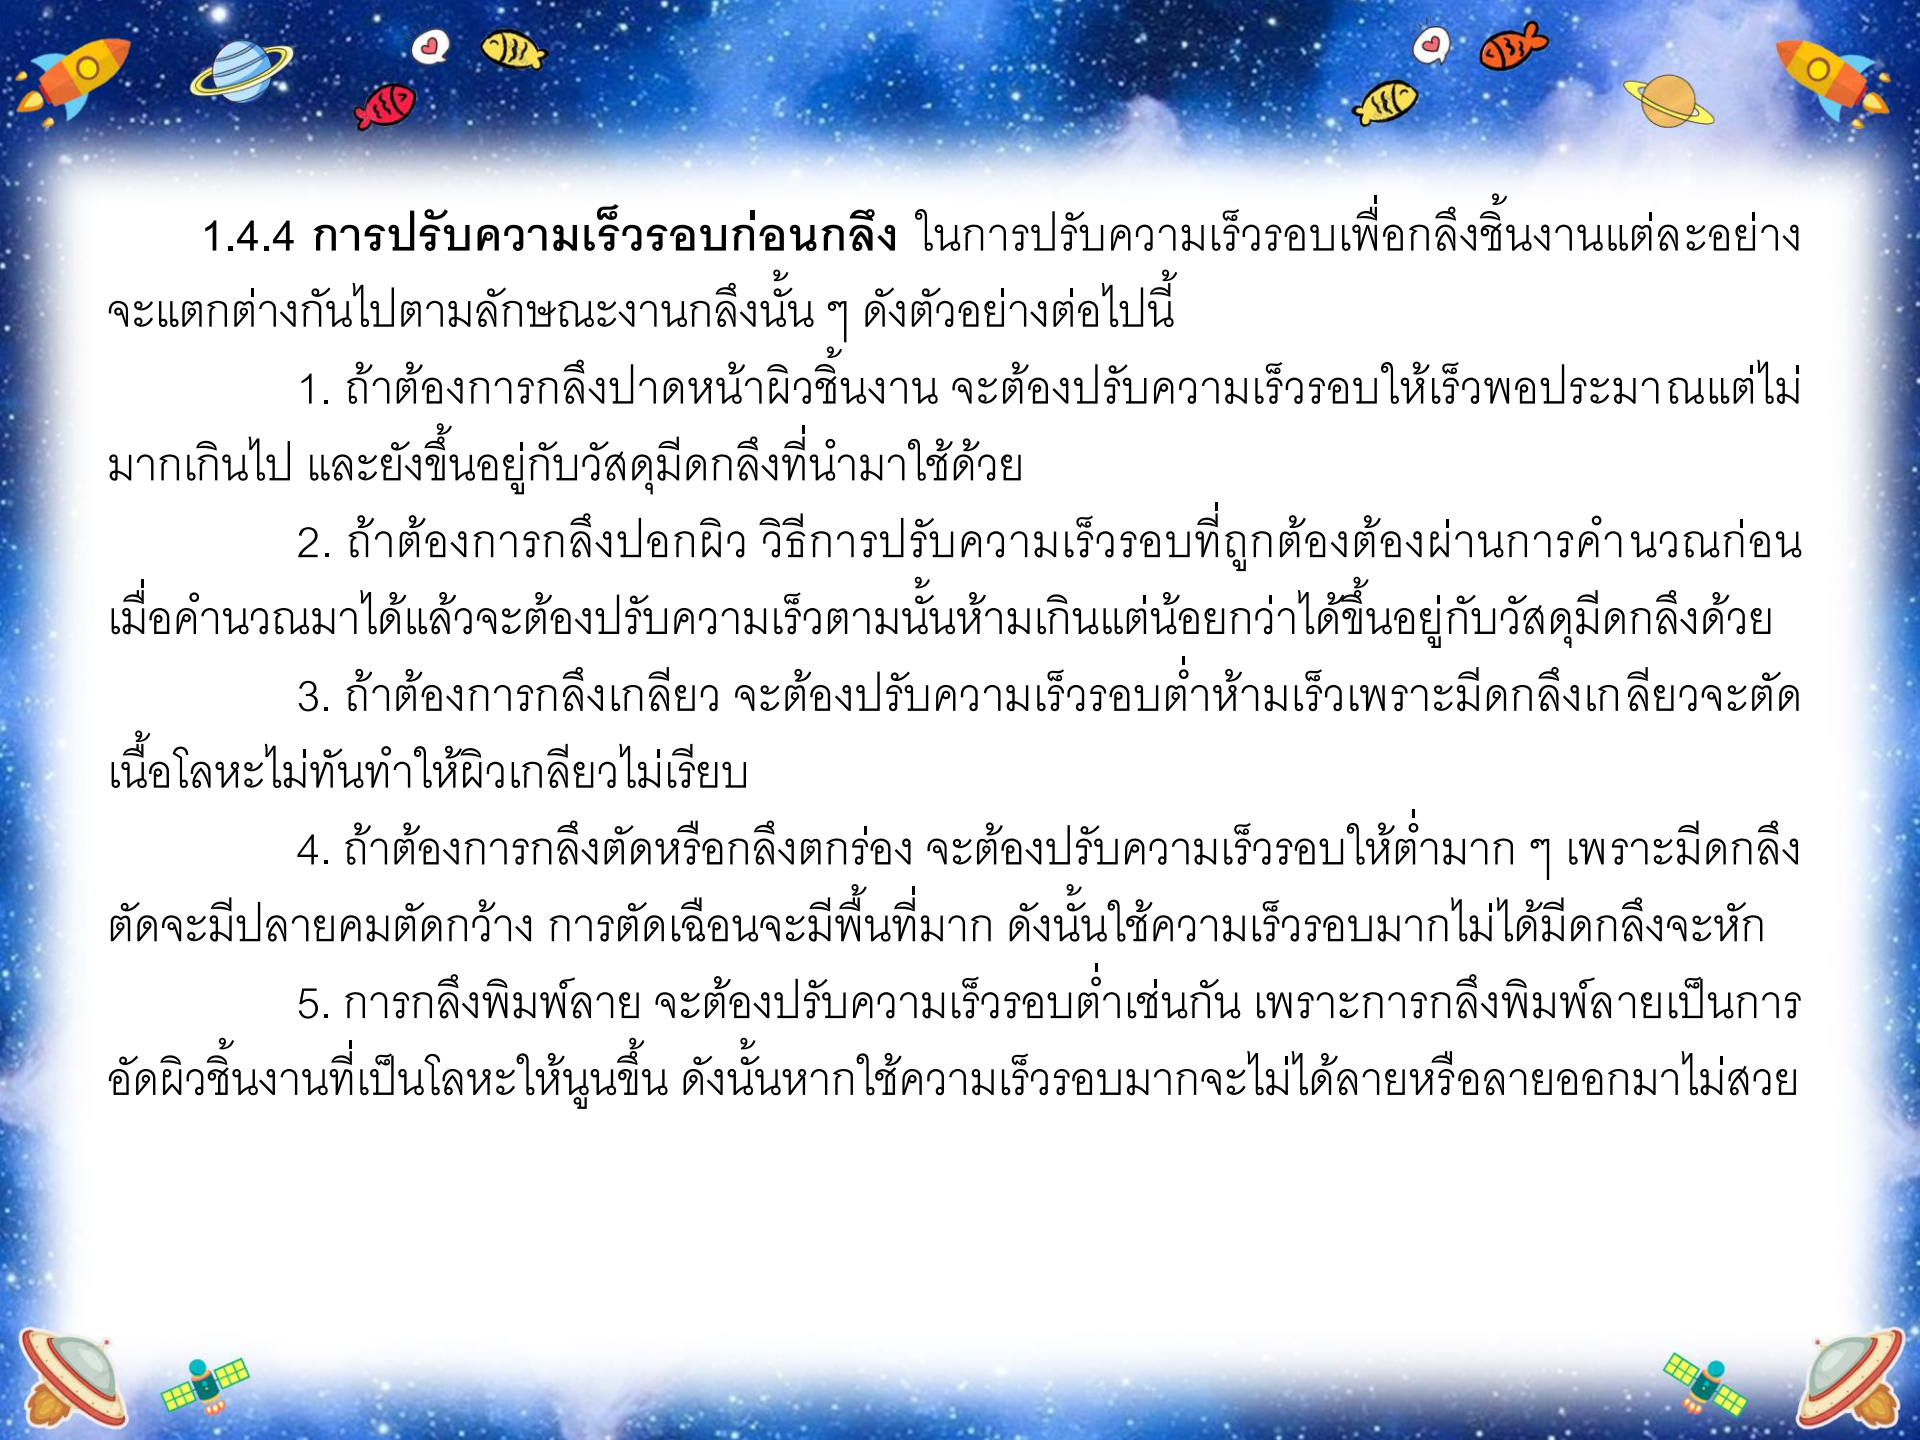 1.4.4 การปรับความเร็วรอบก่อนกลึง ในการปรับความเร็วรอบเพื่อกลึงชิ้นงานแต่ละอย่าง
จะแตกต่างกันไปตามลักษณะงานกลึงนั้น ๆ ดังตัวอย่างต่อไปนี้
1. ถ้าต้องการกลึงปาดหน้าผิวชิ้นงาน จะต้องปรับความเร็วรอบให้เร็วพอประมาณแต่ไม่
มากเกินไป และยังขึ้นอยู่กับวัสดุมีดกลึงที่นำมาใช้ด้วย
2. ถ้าต้องการกลึงปอกผิว วิธีการปรับความเร็วรอบที่ถูกต้องต้องผ่านการคำนวณก่อน
เมื่อคำนวณมาได้แล้วจะต้องปรับความเร็วตามนั้นห้ามเกินแต่น้อยกว่าได้ขึ้นอยู่กับวัสดุมีดกลึงด้วย
3. ถ้าต้องการกลึงเกลียว จะต้องปรับความเร็วรอบต่ำห้ามเร็วเพราะมีดกลึงเกลียวจะตัด
เนื้อโลหะไม่ทันทำให้ผิวเกลียวไม่เรียบ
4. ถ้าต้องการกลึงตัดหรือกลึงตกร่อง จะต้องปรับความเร็วรอบให้ต่ำมาก ๆ เพราะมีดกลึง
ตัดจะมีปลายคมตัดกว้าง การตัดเฉือนจะมีพื้นที่มาก ดังนั้นใช้ความเร็วรอบมากไม่ได้มีดกลึงจะหัก
5. การกลึงพิมพ์ลาย จะต้องปรับความเร็วรอบต่ำเช่นกัน เพราะการกลึงพิมพ์ลายเป็นการ
อัดผิวชิ้นงานที่เป็นโลหะให้นูนขึ้น ดังนั้นหากใช้ความเร็วรอบมากจะไม่ได้ลายหรือลายออกมาไม่สวย